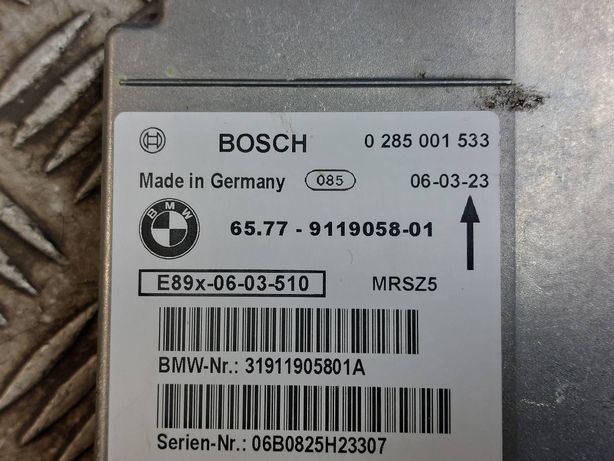 BOSCH 0 285 001 533
Made in Germany 085 06-03-23
BMW 65.77 - 9119058-01
E89x-06-03-510 MRSZ5
BMW-Nr.: 31911905801A
Serien-Nr.: 06B0825H23307